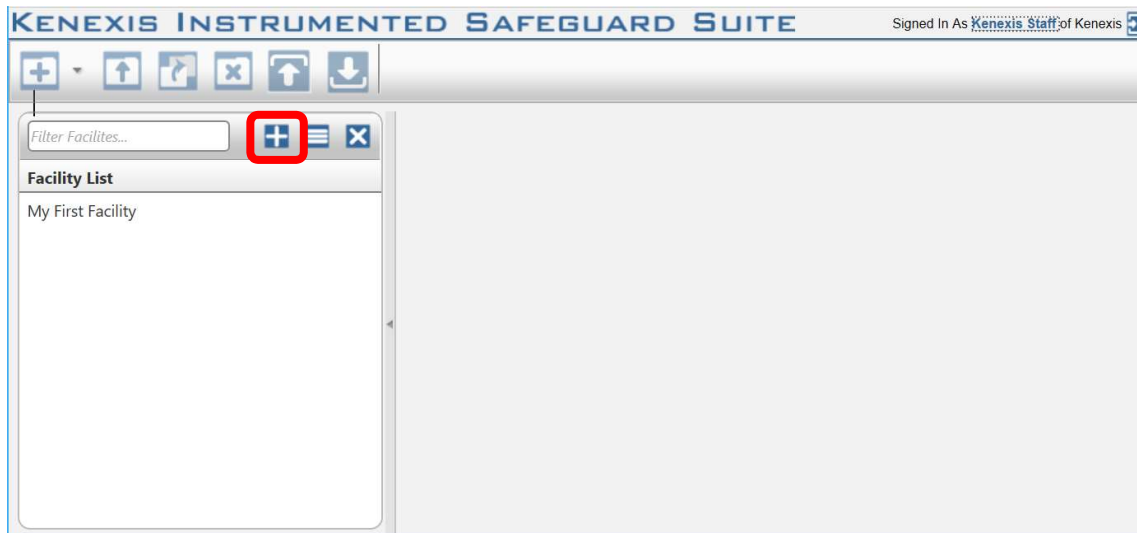 KENEXIS INSTRUMENTED SAFEGUARD SUITE
Signed In As Kenexis Staff of Kenexis
Filter Facilites...
Facility List
My First Facility